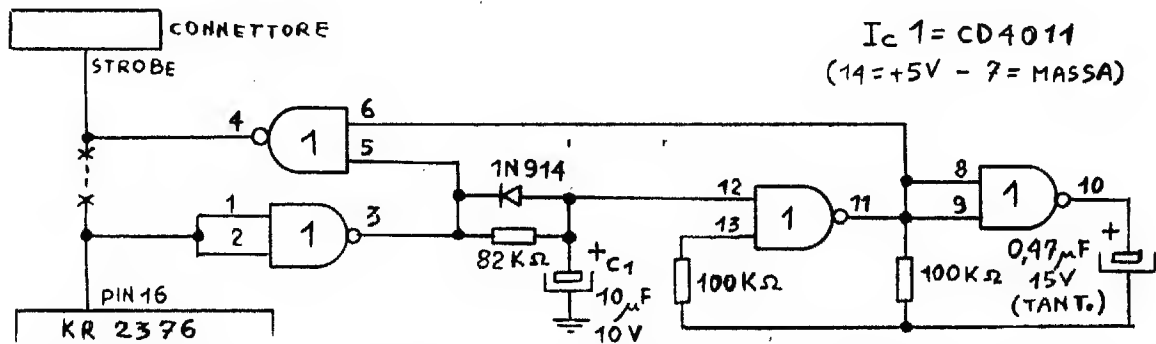 CONNETTORE
STROBE
Ic 1 = CD4011
(14=+5V - 7= MASSA)
4
1
6
5
1N914
1
2
1
3
82KΩ
+
C1
10µF
10V
12
13
1
11
100KΩ
100KΩ
8
9
1
10
+
0,47µF
15V
(TANT.)
PIN 16
KR 2376